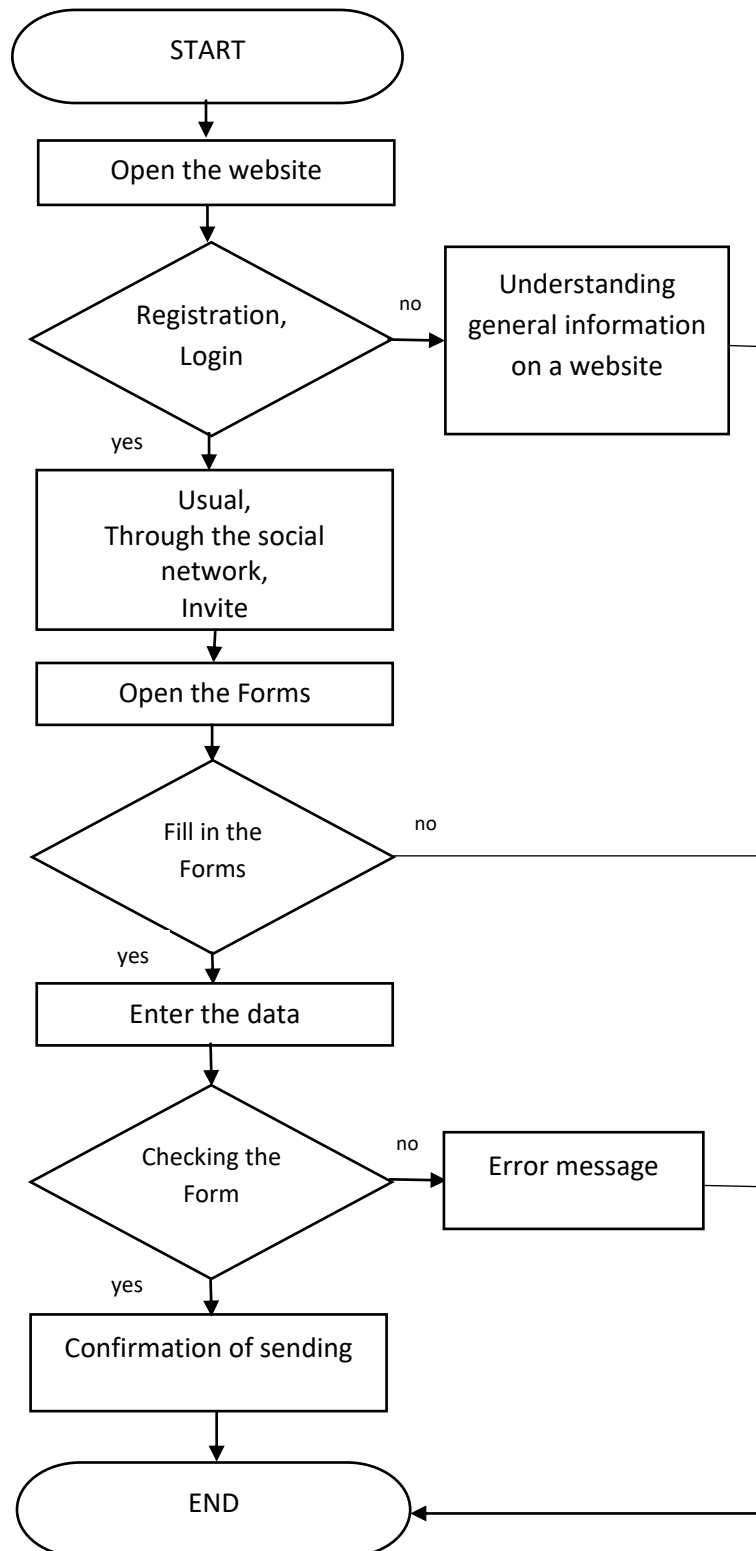 START
Open the website
Registration,
Login
no
Understanding
general information
on a website
yes
Usual,
Through the social
network,
Invite
Open the Forms
Fill in the
Forms
no
yes
Enter the data
Checking the
Form
no
Error message
yes
Confirmation of sending
END